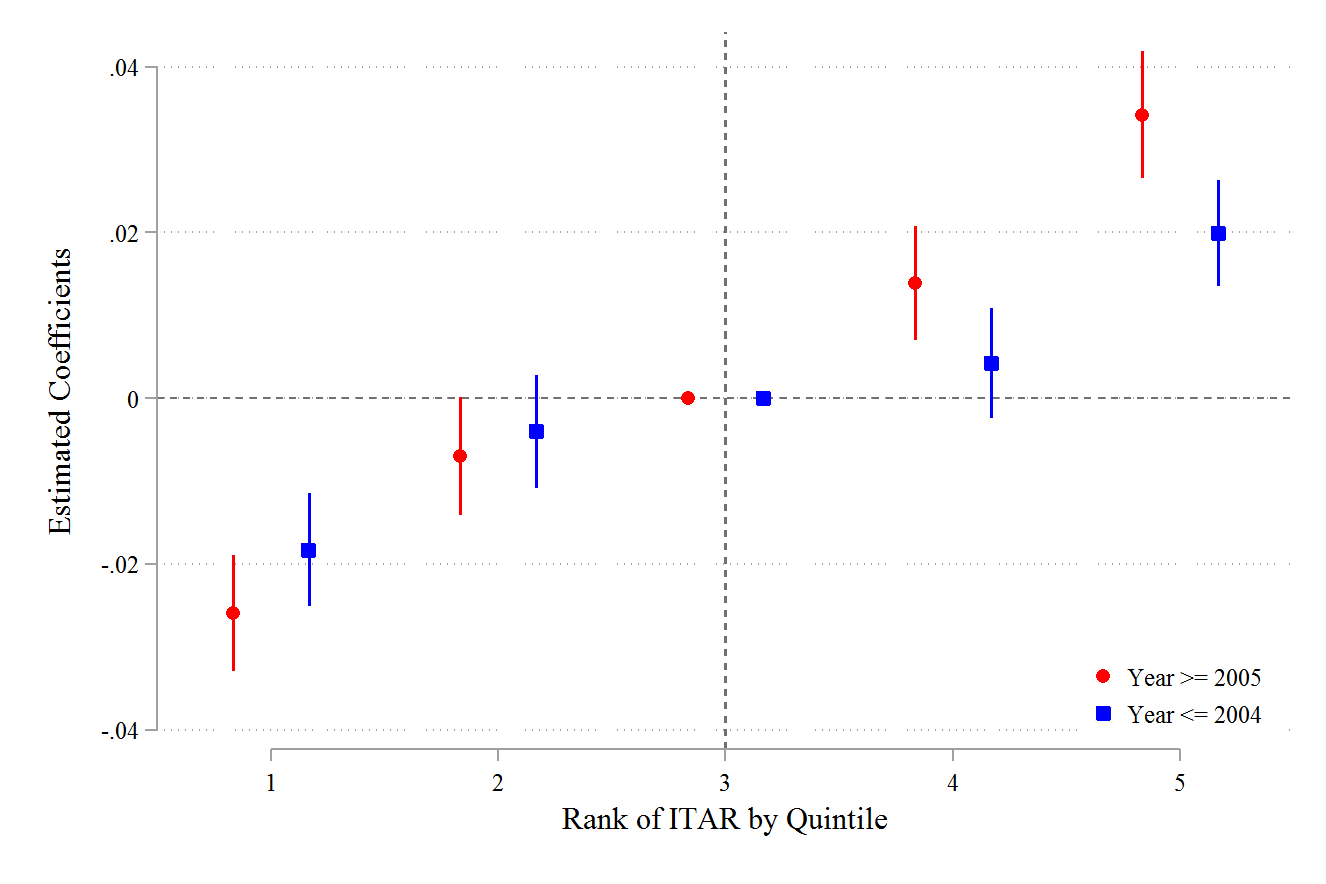 .04
.02
0
-.02
-.04
Estimated Coefficients
Year >= 2005
Year <= 2004
1 2 3 4 5
Rank of ITAR by Quintile